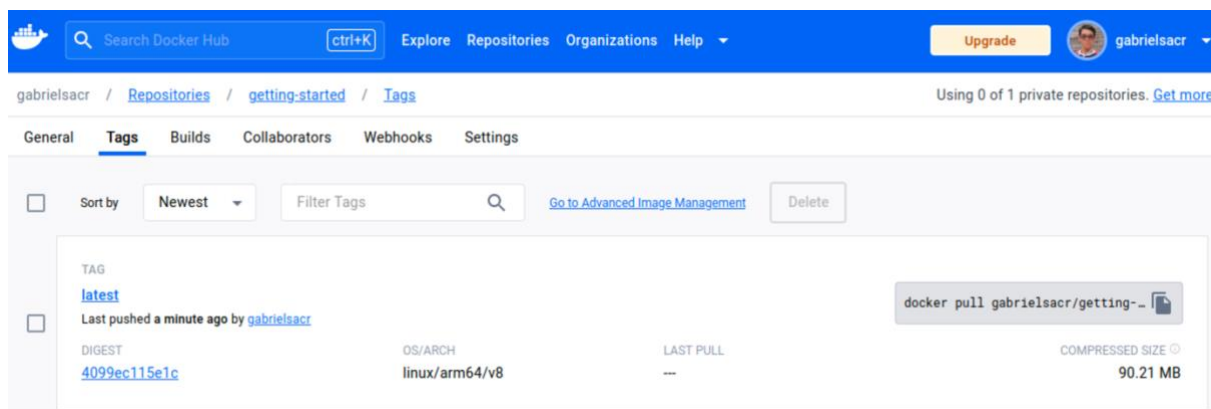 Search Docker Hub ctrl+K Explore Repositories Organizations Help Upgrade gabrielsacr
gabrielsacr / Repositories / getting-started / Tags Using 0 of 1 private repositories. Get more
General Tags Builds Collaborators Webhooks Settings
Sort by Newest Filter Tags Go to Advanced Image Management Delete
TAG
latest
docker pull gabrielsacr/getting-…
Last pushed a minute ago by gabrielsacr
DIGEST OS/ARCH LAST PULL COMPRESSED SIZE
4099ec115e1c linux/arm64/v8 --- 90.21 MB